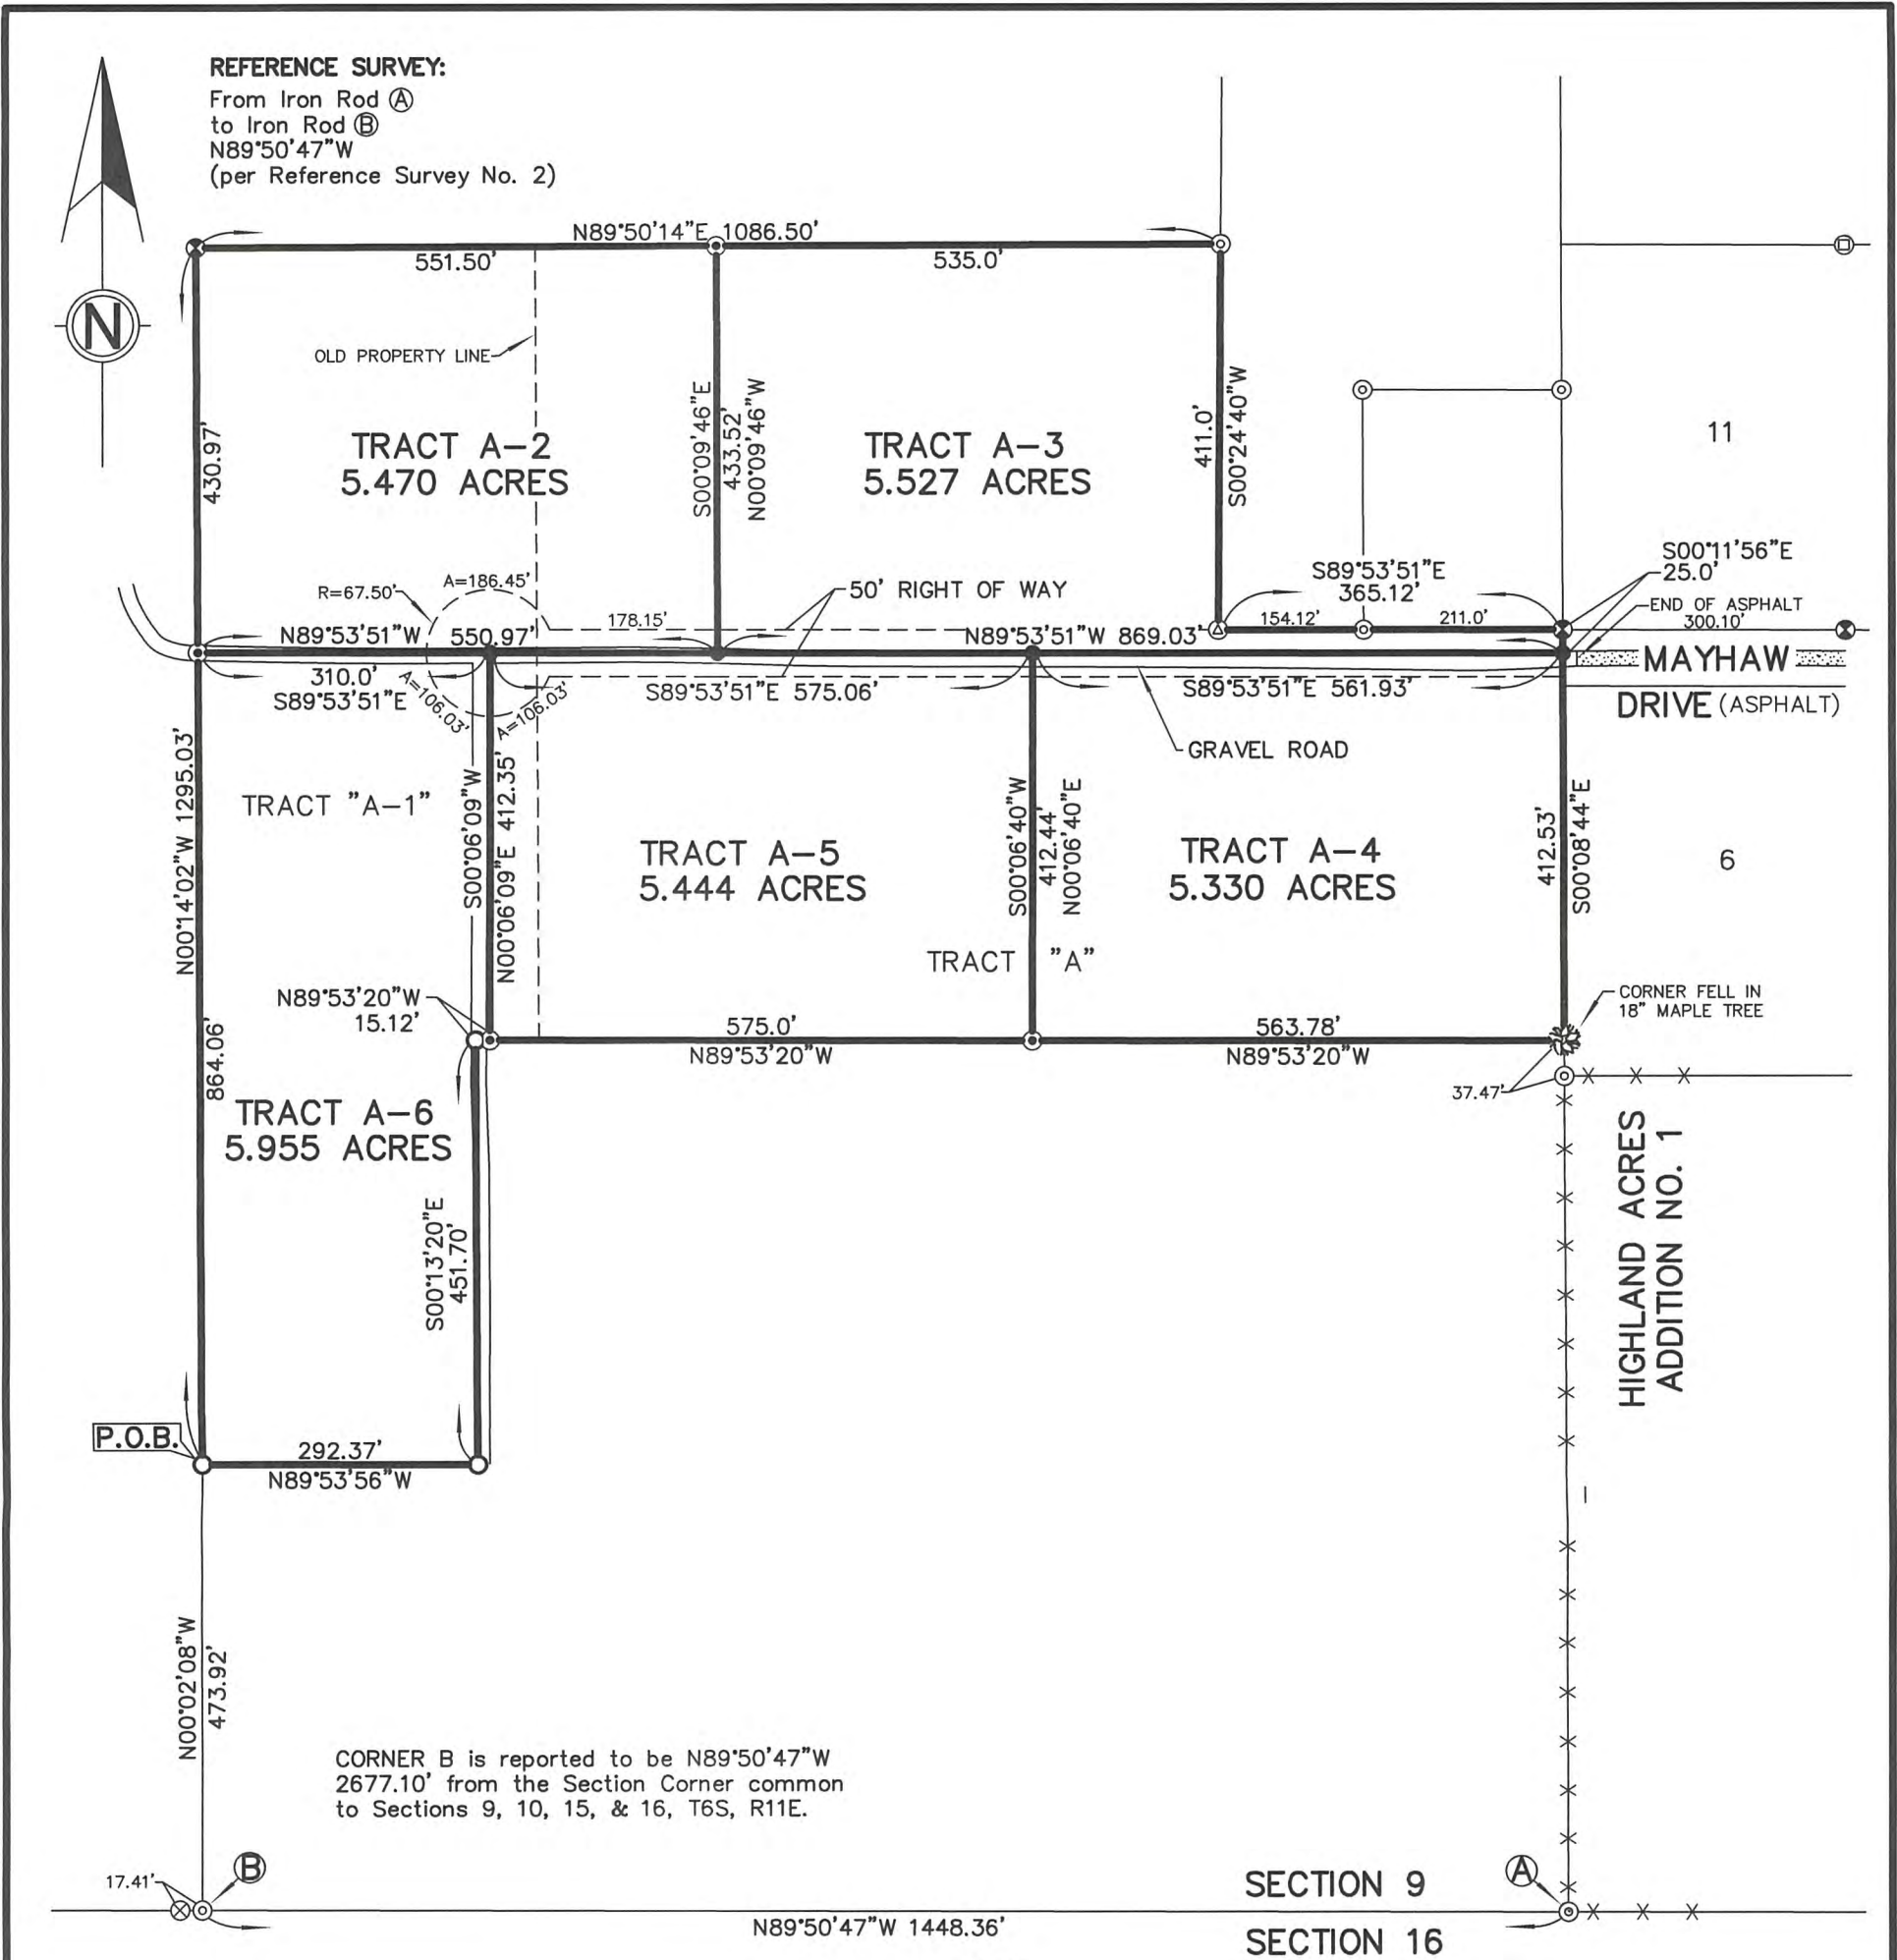 REFERENCE SURVEY:
From Iron Rod Ⓐ
to Iron Rod Ⓑ
N89°50'47"W
(per Reference Survey No. 2)
N
N89°50'14"E 1086.50'
551.50'
535.0'
OLD PROPERTY LINE
430.97'
TRACT A-2
5.470 ACRES
S00°09'46"E
433.52'
N00°09'46"W
TRACT A-3
5.527 ACRES
411.0'
S00°24'40"W
11
S00°11'56"E
25.0'
S89°53'51"E
365.12'
END OF ASPHALT
300.10'
154.12'
211.0'
R=67.50'
A=186.45'
178.15'
50' RIGHT OF WAY
N89°53'51"W 550.97'
N89°53'51"W 869.03'
MAYHAW
DRIVE (ASPHALT)
310.0'
S89°53'51"E
A=106.03'
A=106.03'
S89°53'51"E 575.06'
S89°53'51"E 561.93'
GRAVEL ROAD
N00°14'02"W 1295.03'
TRACT "A-1"
S00°06'09"W
N00°06'09"E 412.35'
TRACT A-5
5.444 ACRES
S00°06'40"W
412.44'
N00°06'40"E
TRACT A-4
5.330 ACRES
412.53'
S00°08'44"E
6
TRACT "A"
N89°53'20"W
15.12'
CORNER FELL IN
18" MAPLE TREE
575.0'
N89°53'20"W
563.78'
N89°53'20"W
37.47'
864.06'
TRACT A-6
5.955 ACRES
S00°13'20"E
451.70'
HIGHLAND ACRES
ADDITION NO. 1
P.O.B.
292.37'
N89°53'56"W
N00°02'08"W
473.92'
CORNER B is reported to be N89°50'47"W
2677.10' from the Section Corner common
to Sections 9, 10, 15, & 16, T6S, R11E.
17.41'
Ⓑ
SECTION 9
Ⓐ
N89°50'47"W 1448.36'
SECTION 16